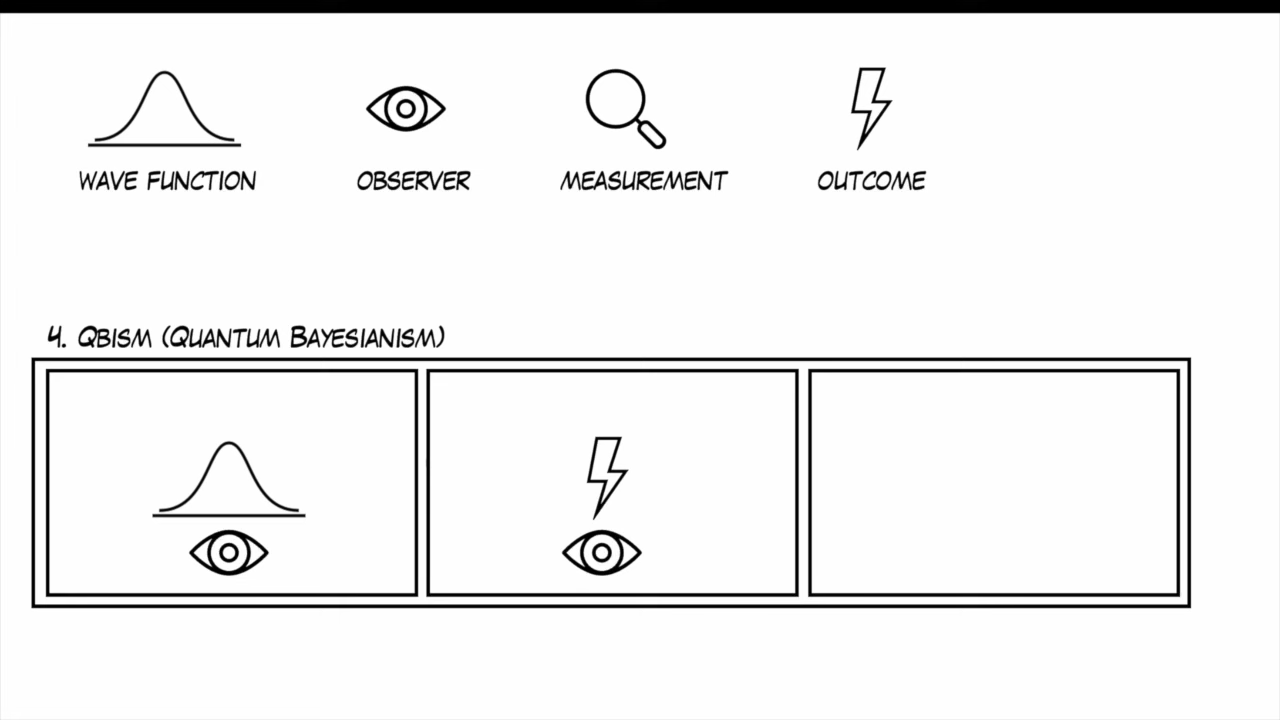 WAVE FUNCTION OBSERVER MEASUREMENT OUTCOME
4. QBISM (QUANTUM BAYESIANISM)